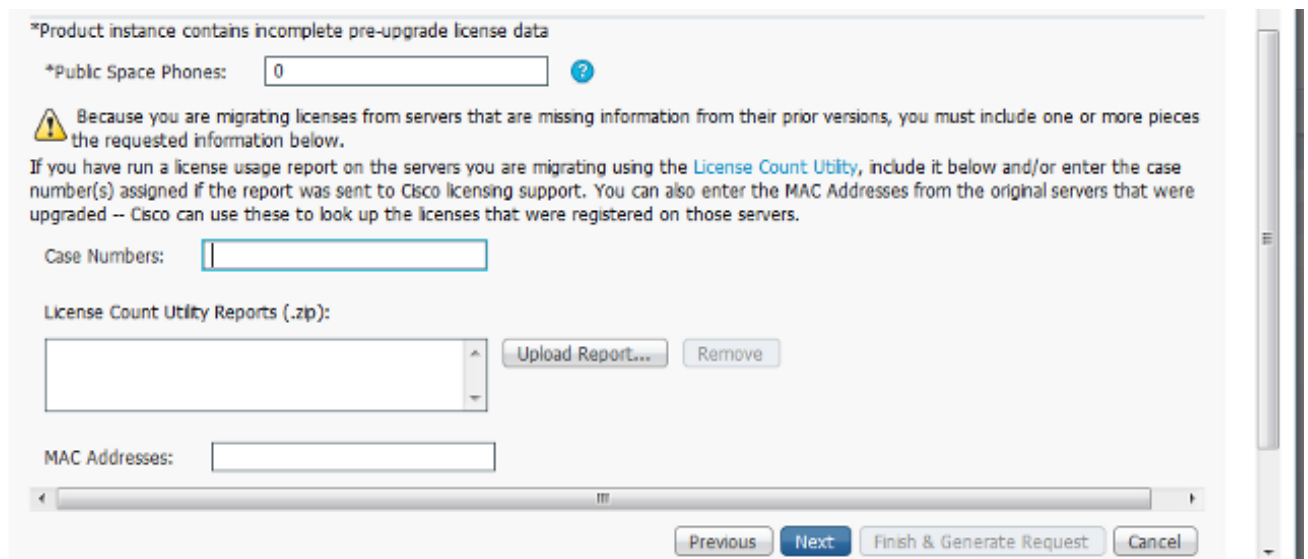 *Product instance contains incomplete pre-upgrade license data
*Public Space Phones: 0 ?
Because you are migrating licenses from servers that are missing information from their prior versions, you must include one or more pieces
the requested information below.
If you have run a license usage report on the servers you are migrating using the License Count Utility, include it below and/or enter the case
number(s) assigned if the report was sent to Cisco licensing support. You can also enter the MAC Addresses from the original servers that were
upgraded -- Cisco can use these to look up the licenses that were registered on those servers.
Case Numbers:
License Count Utility Reports (.zip):
Upload Report... Remove
MAC Addresses:
Previous Next Finish & Generate Request Cancel